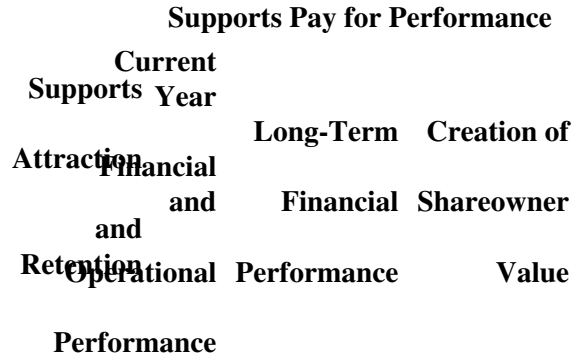 Supports Pay for Performance
Supports
Attraction
and
Retention
Current
Year
Financial
and
Operational
Performance
Long-Term
Financial
Performance
Creation of
Shareowner
Value